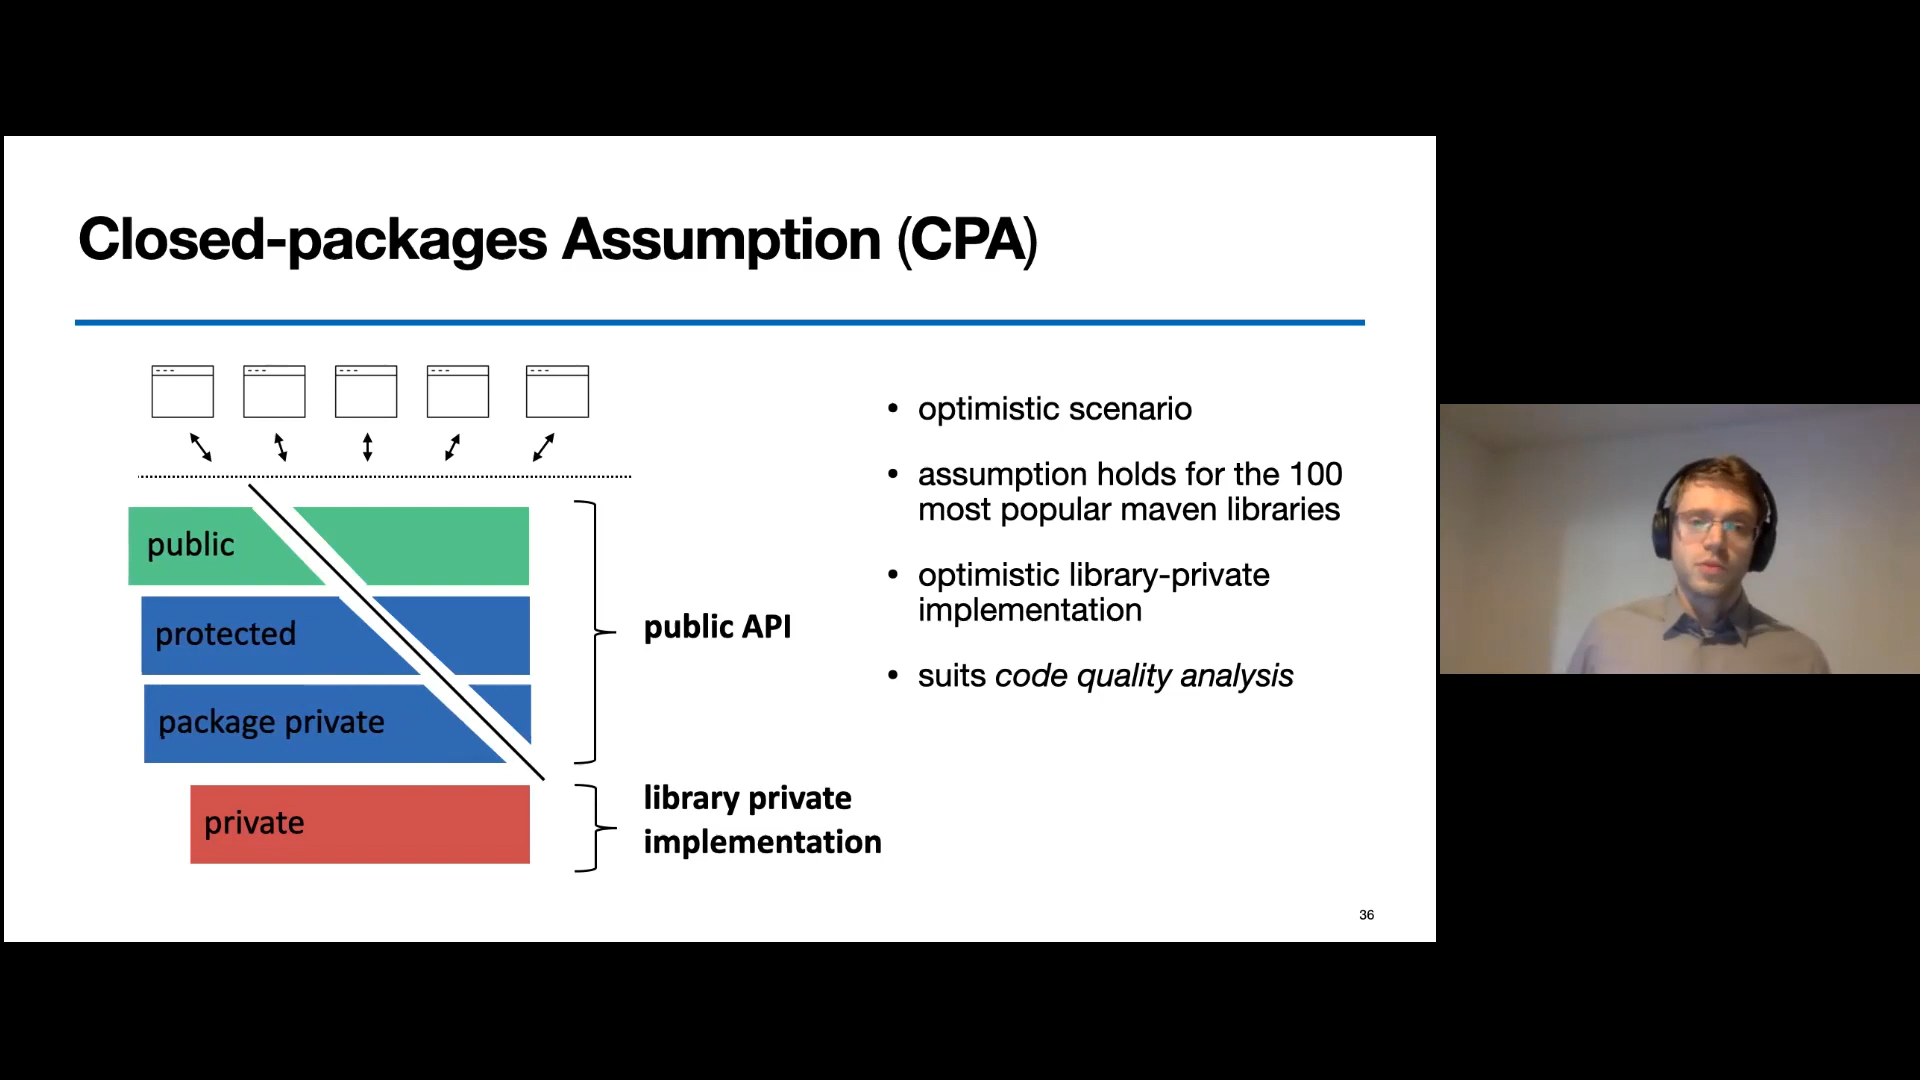 Closed-packages Assumption (CPA)
public
protected
package private
private
public API
library private
implementation
• optimistic scenario
• assumption holds for the 100
most popular maven libraries
• optimistic library-private
implementation
• suits code quality analysis
36